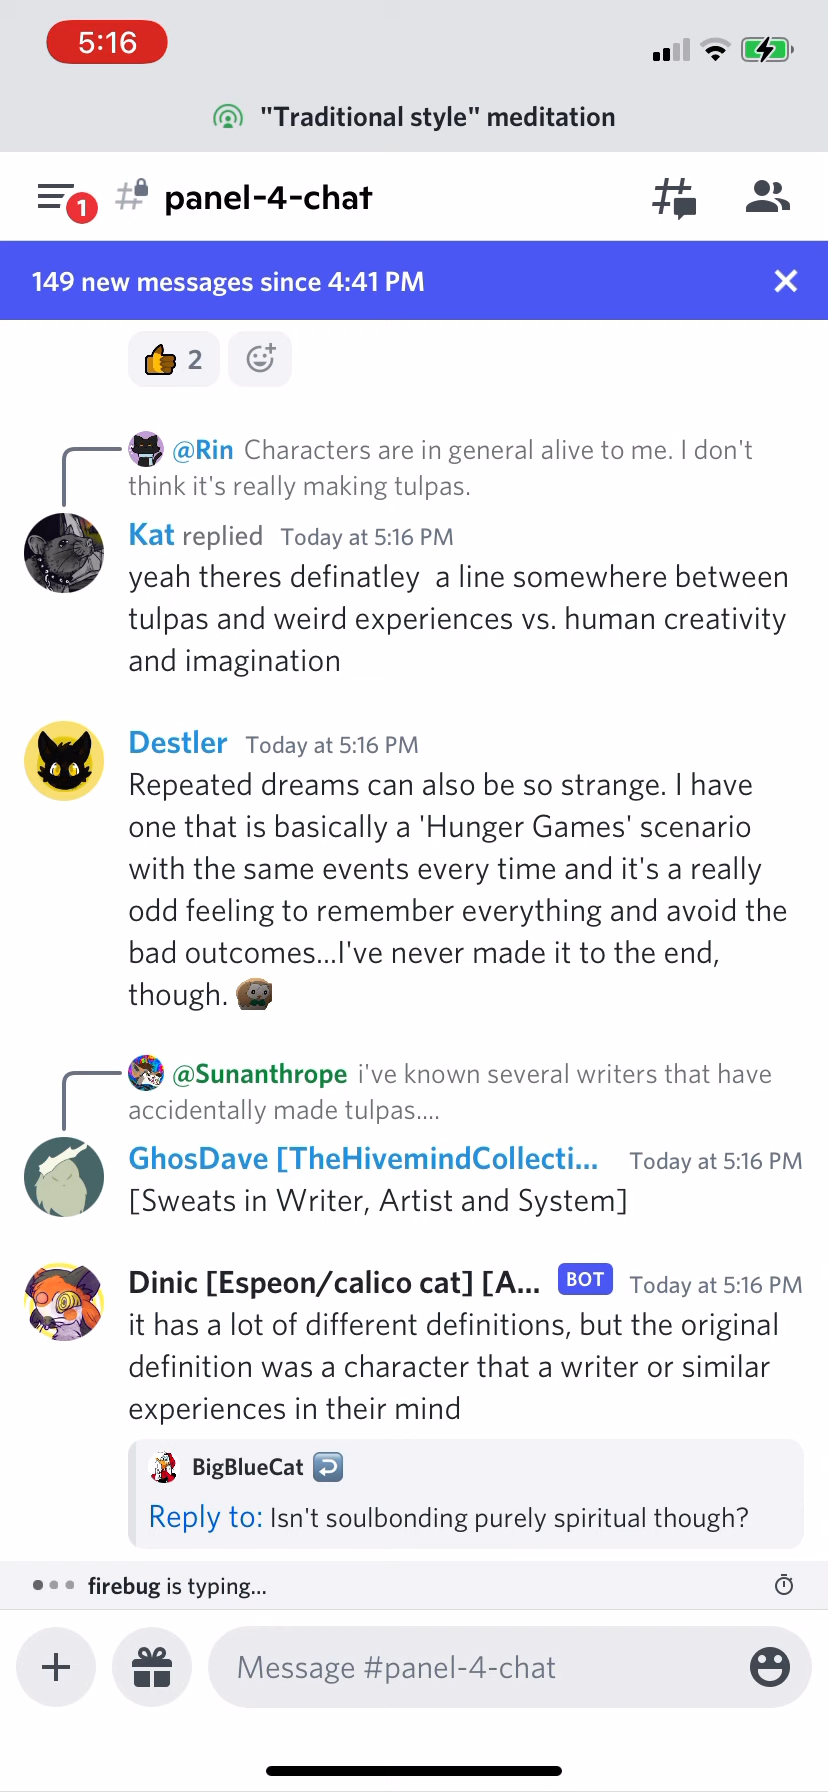 5:16
"Traditional style" meditation
1
panel-4-chat
149 new messages since 4:41 PM
2
@Rin Characters are in general alive to me. I don't
think it's really making tulpas.
Kat replied Today at 5:16 PM
yeah theres definatley a line somewhere between
tulpas and weird experiences vs. human creativity
and imagination
Destler Today at 5:16 PM
Repeated dreams can also be so strange. I have
one that is basically a 'Hunger Games' scenario
with the same events every time and it's a really
odd feeling to remember everything and avoid the
bad outcomes...I've never made it to the end,
though.
@Sunanthrope i've known several writers that have
accidentally made tulpas....
GhosDave [TheHivemindCollecti... Today at 5:16 PM
[Sweats in Writer, Artist and System]
Dinic [Espeon/calico cat] [A... BOT Today at 5:16 PM
it has a lot of different definitions, but the original
definition was a character that a writer or similar
experiences in their mind
BigBlueCat
Reply to: Isn't soulbonding purely spiritual though?
firebug is typing...
Message #panel-4-chat